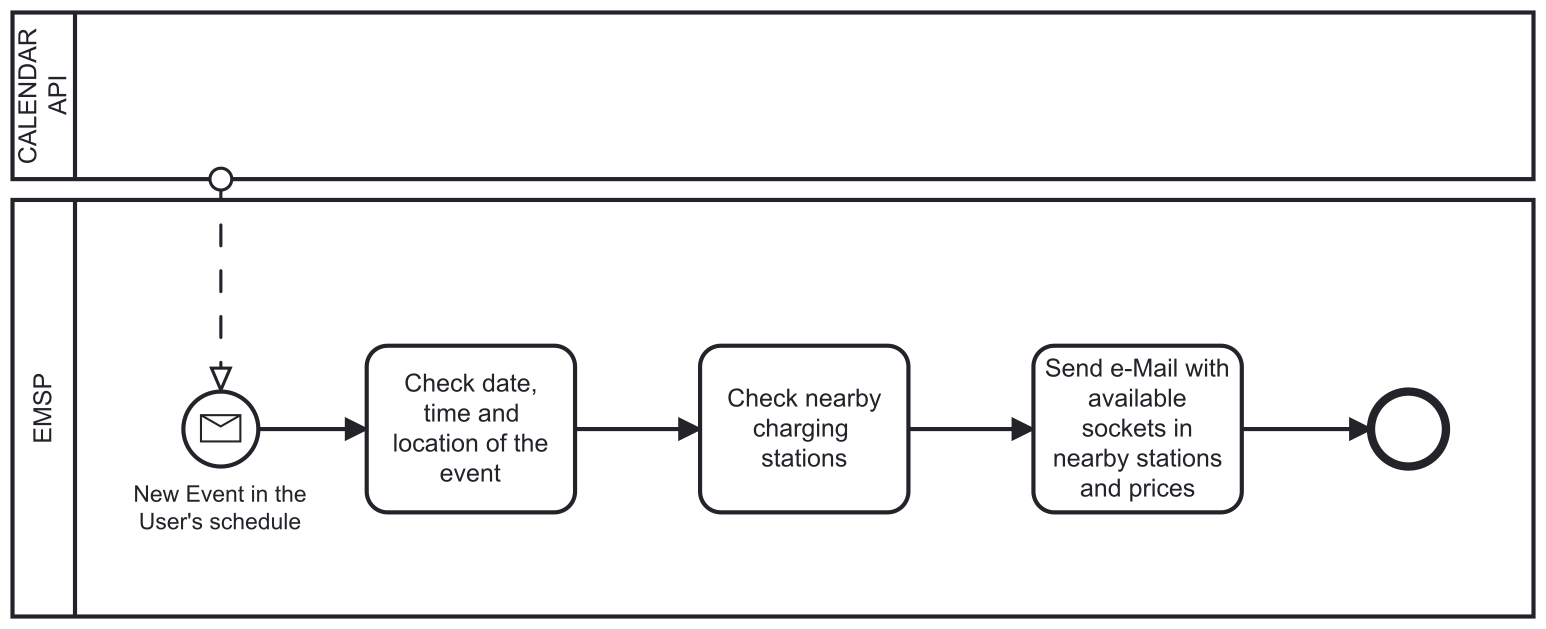 CALENDAR
API
EMSP
New Event in the
User's schedule
Check date,
time and
location of the
event
Check nearby
charging
stations
Send e-Mail with
available
sockets in
nearby stations
and prices